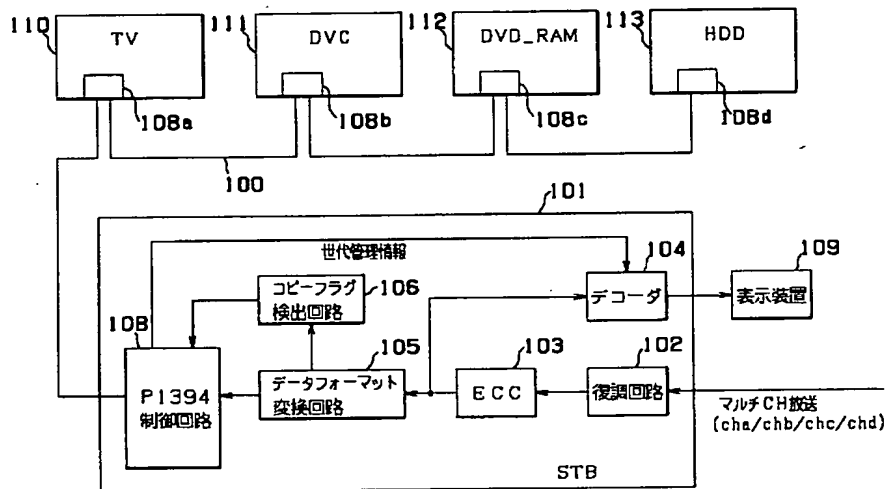 110
TV
108a
111
DVC
108b
112
DVD_RAM
108c
113
HDD
108d
100
101
世代管理情報
104
デコーダ
109
表示装置
コピーフラグ
検出回路
106
108
P1394
制御回路
105
データフォーマット
変換回路
103
ECC
102
復調回路
マルチCH放送
(cha/chb/chc/chd)
STB